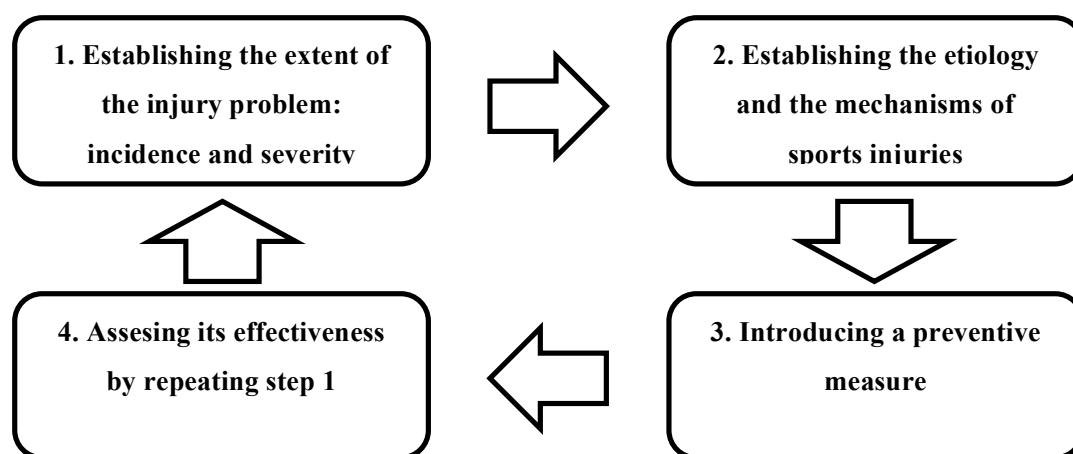 1. Establishing the extent of
the injury problem:
incidence and severity
2. Establishing the etiology
and the mechanisms of
sports injuries
3. Introducing a preventive
measure
4. Assesing its effectiveness
by repeating step 1